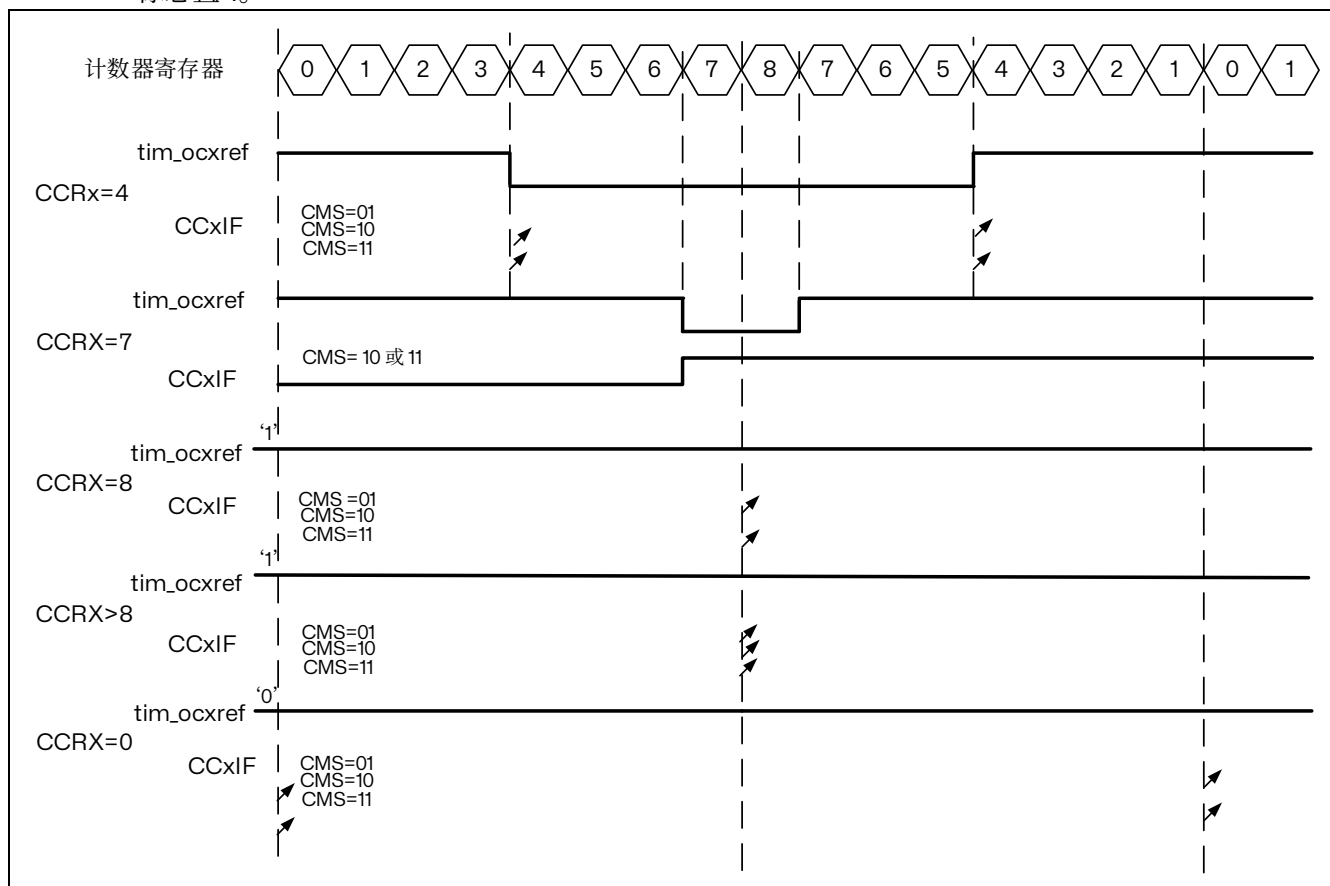 计数器寄存器 0 1 2 3 4 5 6 7 8 7 6 5 4 3 2 1 0 1
tim_ocxref
CCRx=4
CCxIF
CMS=01
CMS=10
CMS=11
tim_ocxref
CCRX=7
CMS= 10 或 11
CCxIF
‘1’
tim_ocxref
CCRX=8
CCxIF
CMS =01
CMS=10
CMS=11
‘1’
tim_ocxref
CCRX>8
CCxIF
CMS=01
CMS=10
CMS=11
‘0’
tim_ocxref
CCRX=0
CCxIF
CMS=01
CMS=10
CMS=11